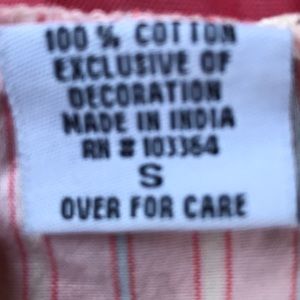 100 % COTTON
EXCLUSIVE OF
DECORATION
MADE IN INDIA
RN # 103364
S
OVER FOR CARE